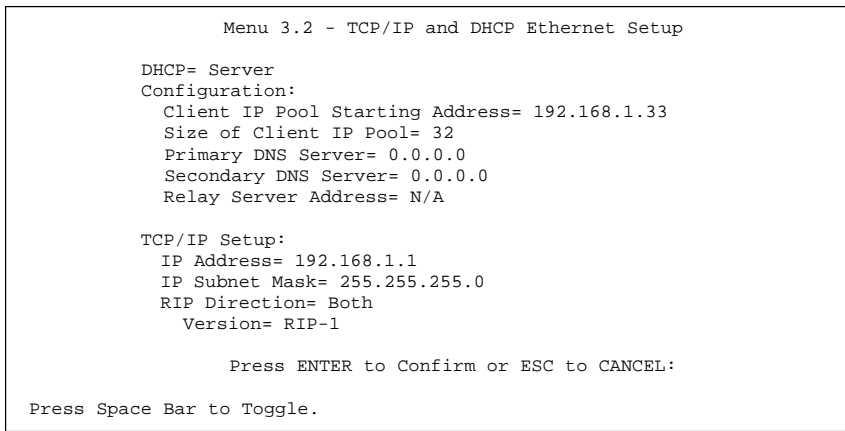 Menu 3.2 - TCP/IP and DHCP Ethernet Setup
DHCP= Server
Configuration:
Client IP Pool Starting Address= 192.168.1.33
Size of Client IP Pool= 32
Primary DNS Server= 0.0.0.0
Secondary DNS Server= 0.0.0.0
Relay Server Address= N/A
TCP/IP Setup:
IP Address= 192.168.1.1
IP Subnet Mask= 255.255.255.0
RIP Direction= Both
Version= RIP-1
Press ENTER to Confirm or ESC to CANCEL:
Press Space Bar to Toggle.